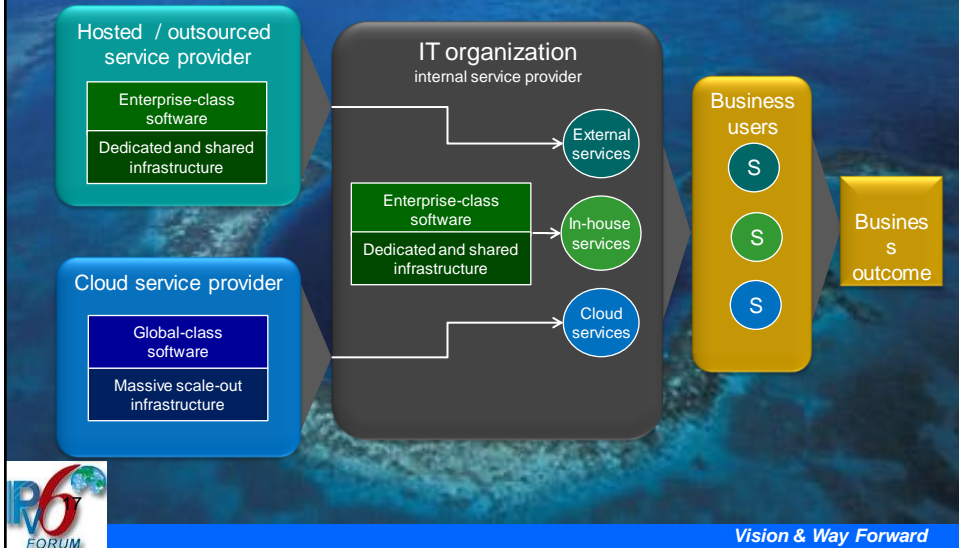 Hosted / outsourced
service provider
Enterprise-class
software
Dedicated and shared
infrastructure
Cloud service provider
Global-class
software
Massive scale-out
infrastructure
IT organization
internal service provider
External
services
Enterprise-class
software
Dedicated and shared
infrastructure
In-house
services
Cloud
services
Business
users
S
S
S
Busines
s
outcome
IPv6
17
FORUM
Vision & Way Forward